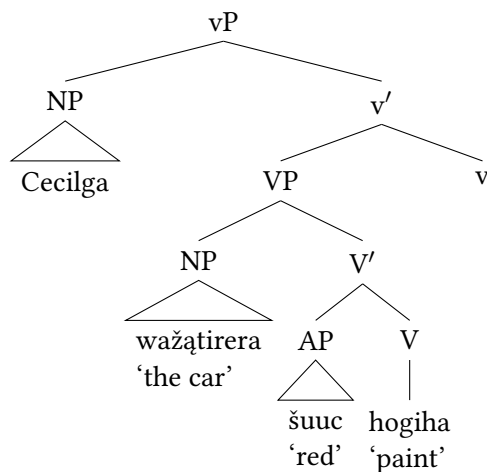 vP
NP
v′
Cecilga
VP
v
NP
V′
wažątirera
‘the car’
AP
V
šuuc
‘red’
hogiha
‘paint’